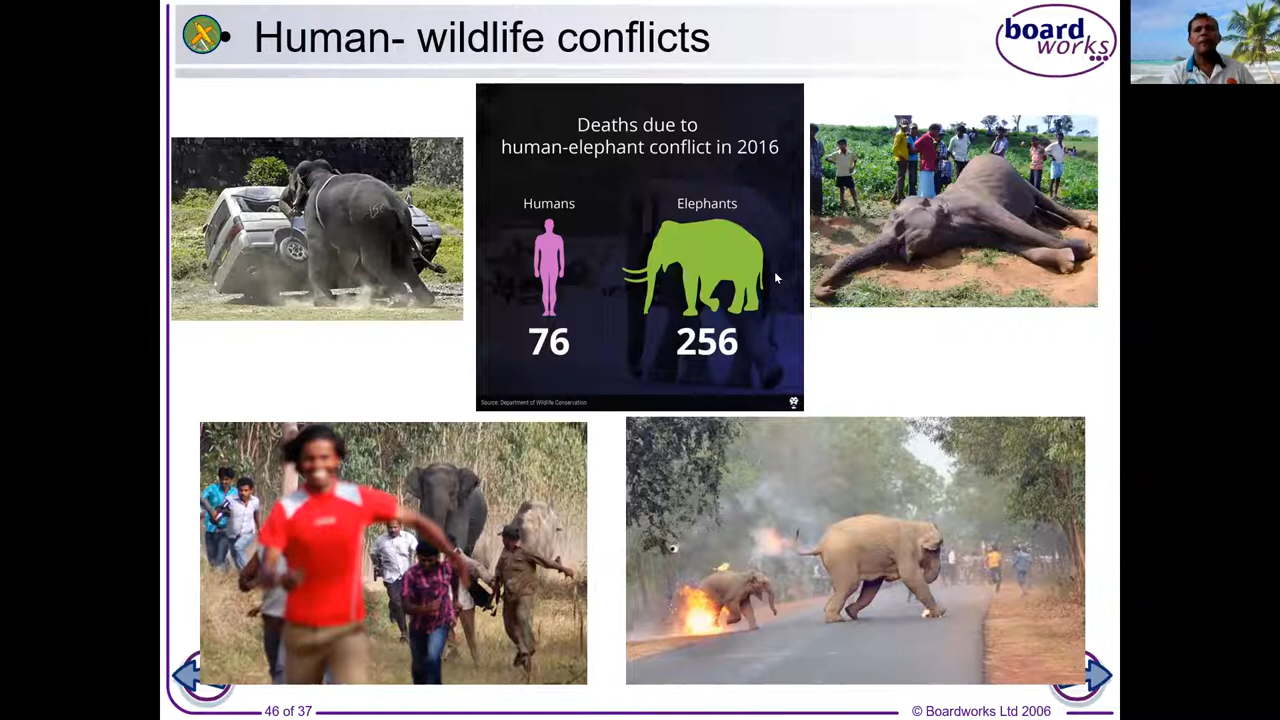 Human- wildlife conflicts
board
works
Deaths due to
human-elephant conflict in 2016
Humans
Elephants
76
256
Source: Department of Wildlife Conservation
46 of 37
© Boardworks Ltd 2006